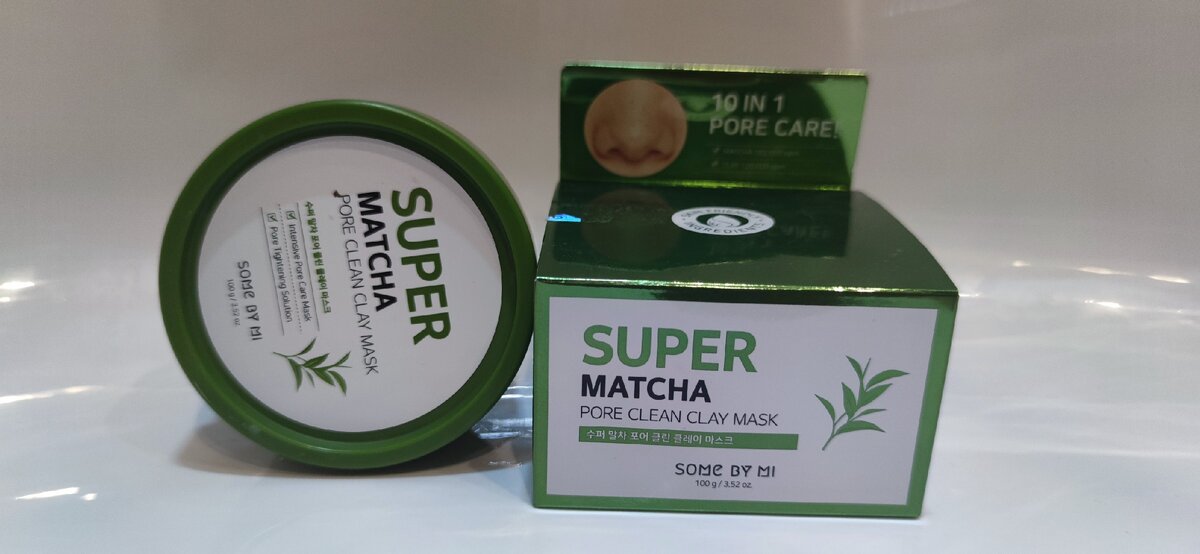 SUPER
MATCHA
PORE CLEAN CLAY MASK
수퍼 말차 포어 클린 클레이 마스크
Intensive Pore Care Mask
Pore Tightening Solution
SOME BY MI
100 g / 3.52 oz.
10 IN 1
PORE CARE!
SKIN FRIENDLY
INGREDIENTS
SUPER
MATCHA
PORE CLEAN CLAY MASK
수퍼 말차 포어 클린 클레이 마스크
SOME BY MI
100 g / 3.52 oz.